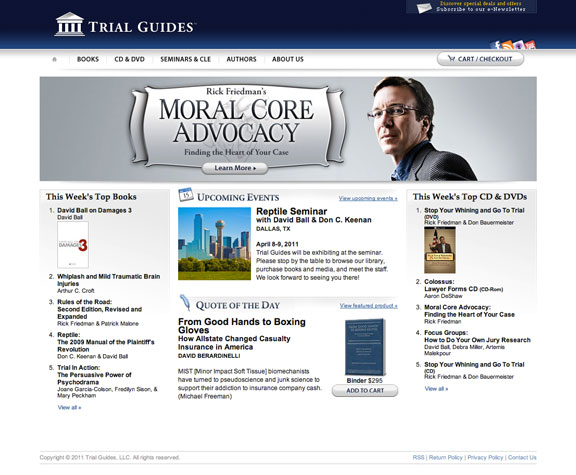 Discover special deals and offers
Subscribe to our e-Newsletter
TRIAL GUIDES
BOOKS
CD & DVD
SEMINARS & CLE
AUTHORS
ABOUT US
CART / CHECKOUT
Rick Friedman's
MORAL CORE
ADVOCACY
Finding the Heart of Your Case
Learn More
This Week's Top Books
1. David Ball on Damages 3
David Ball
DAMAGES 3
2. Whiplash and Mild Traumatic Brain
Injuries
Arthur C. Croft
3. Rules of the Road:
Second Edition, Revised and
Expanded
Rick Friedman & Patrick Malone
4. Reptile:
The 2009 Manual of the Plaintiff's
Revolution
Don C. Keenan & David Ball
5. Trial in Action:
The Persuasive Power of
Psychodrama
Joane Garcia-Colson, Fredilyn Sison, &
Mary Peckham
View all »
15
UPCOMING EVENTS
View upcoming events »
Reptile Seminar
with David Ball & Don C. Keenan
DALLAS, TX
April 8-9, 2011
Trial Guides will be exhibiting at the seminar.
Please stop by the table to browse our library,
purchase books and media, and meet the staff.
We look forward to seeing you there!
QUOTE OF THE DAY
View featured product »
From Good Hands to Boxing
Gloves
How Allstate Changed Casualty
Insurance in America
DAVID BERARDINELLI
MIST [Minor Impact Soft Tissue] biomechanists
have turned to pseudoscience and junk science to
support their addiction to insurance company cash.
(Michael Freeman)
Binder $295
ADD TO CART
This Week's Top CD & DVDs
1. Stop Your Whining and Go To Trial
(DVD)
Rick Friedman & Don Bauermeister
2. Colossus:
Lawyer Forms CD (CD-Rom)
Aaron DeShaw
3. Moral Core Advocacy:
Finding the Heart of Your Case
Rick Friedman
4. Focus Groups:
How to Do Your Own Jury Research
David Ball, Debra Miller, Artemis
Malekpour
5. Stop Your Whining and Go To Trial
(CD)
Rick Friedman & Don Bauermeister
View all »
Copyright © 2011 Trial Guides, LLC. All rights reserved.
RSS | Return Policy | Privacy Policy | Contact Us